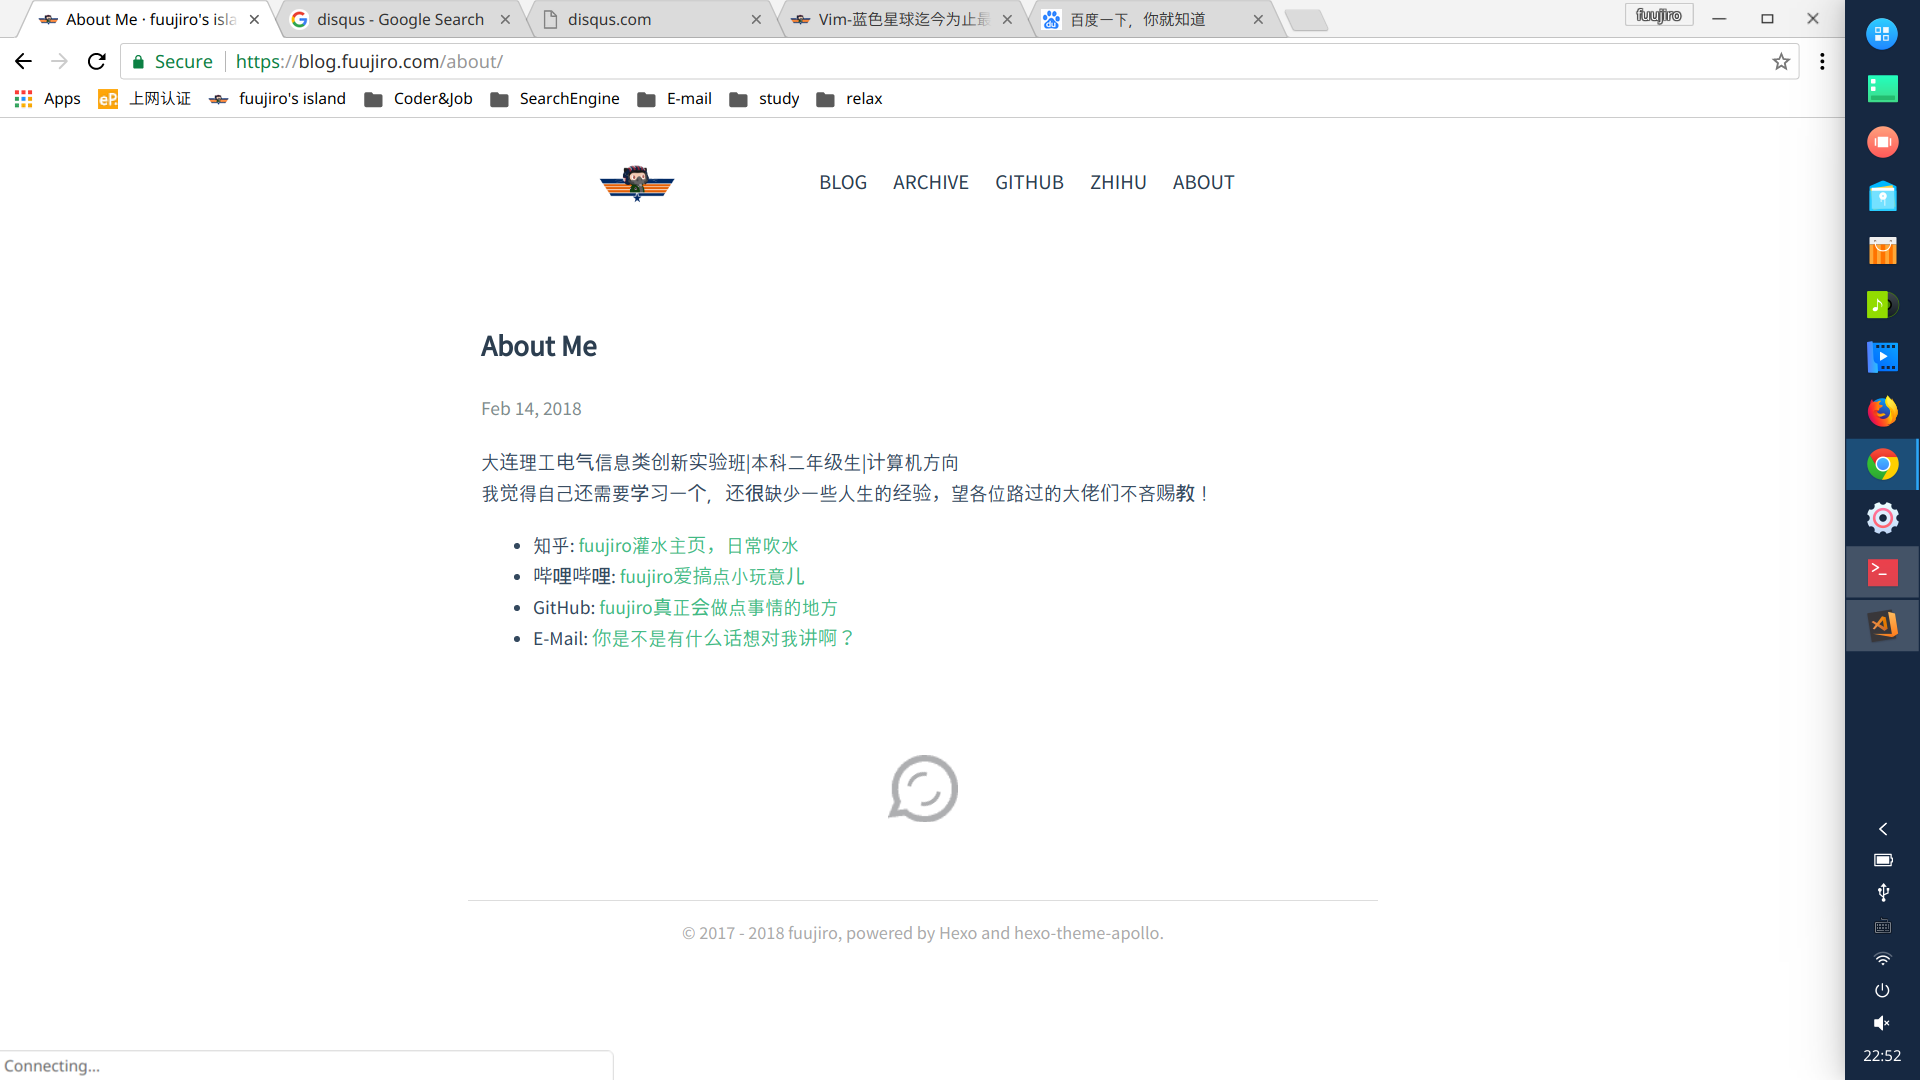 About Me · fuujiro's isla
disqus - Google Search
disqus.com
Vim-蓝色星球迄今为止最
百度一下，你就知道
fuujiro
Secure
https://blog.fuujiro.com/about/
Apps
eP.
上网认证
fuujiro's island
Coder&Job
SearchEngine
E-mail
study
relax
BLOG
ARCHIVE
GITHUB
ZHIHU
ABOUT
About Me
Feb 14, 2018
大连理工电气信息类创新实验班|本科二年级生|计算机方向
我觉得自己还需要学习一个，还很缺少一些人生的经验，望各位路过的大佬们不吝赐教！
知乎: fuujiro灌水主页，日常吹水
哔哩哔哩: fuujiro爱搞点小玩意儿
GitHub: fuujiro真正会做点事情的地方
E-Mail: 你是不是有什么话想对我讲啊？
© 2017 - 2018 fuujiro, powered by Hexo and hexo-theme-apollo.
Connecting...
22:52